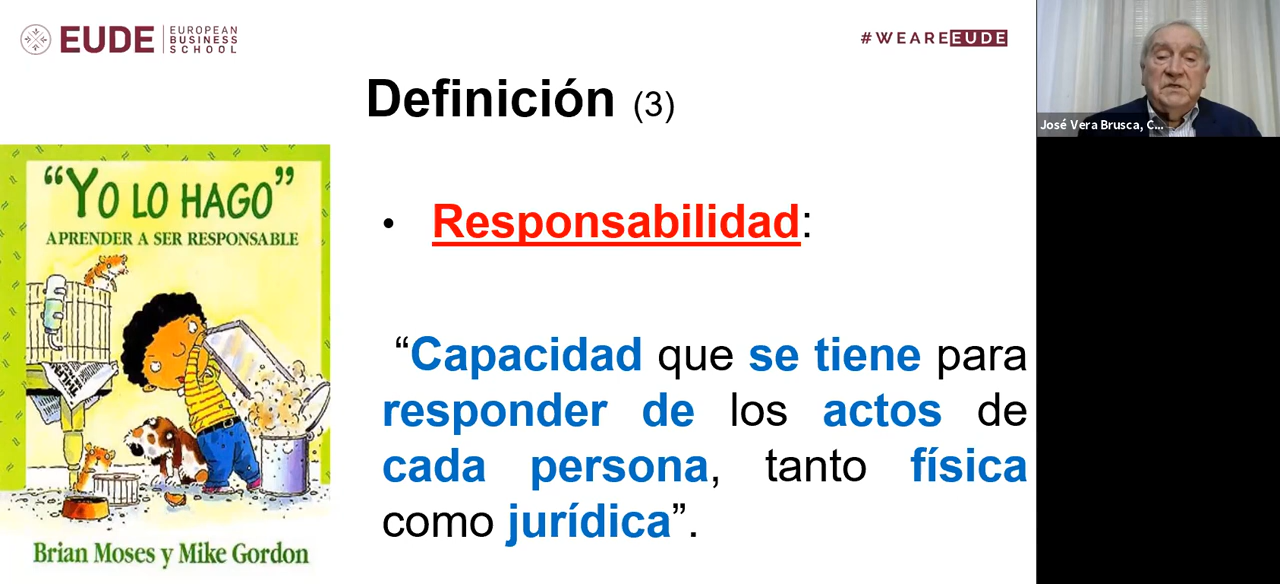 EUDE
EUROPEAN
BUSINESS
SCHOOL
#WEAREEUDE
José Vera Brusca, C...
Definición (3)
“YO LO HAGO”
APRENDER A SER RESPONSABLE
• Responsabilidad:
“Capacidad que se tiene para
responder de los actos de
cada persona, tanto física
como jurídica”.
Brian Moses y Mike Gordon